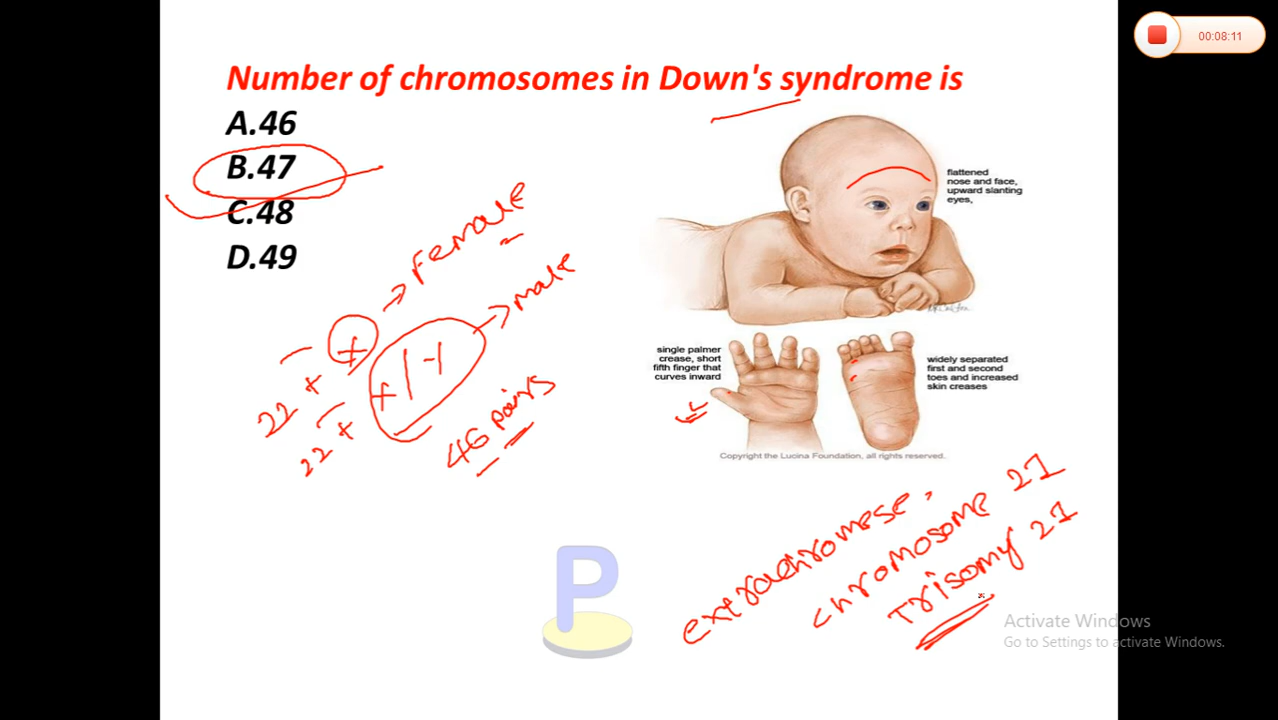 00:08:11
Number of chromosomes in Down's syndrome is
A.46
B.47
C.48
D.49
flattened
nose and face,
upward slanting
eyes,
single palmer
crease, short
fifth finger that
curves inward
widely separated
first and second
toes and increased
skin creases
Copyright the Lucina Foundation, all rights reserved.
22 + x → Female
22 + x/y → male
46 pairs
extrachromese,
chromosome 21
Trisomy 21
P
Activate Windows
Go to Settings to activate Windows.